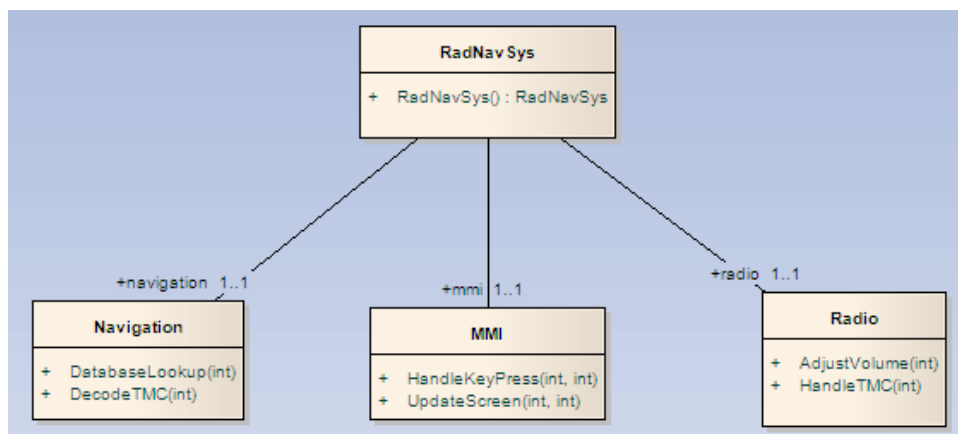 RadNavSys
+ RadNavSys() : RadNavSys
+navigation 1..1
+mmi 1..1
+radio 1..1
Navigation
+ DatabaseLookup(int)
+ DecodeTMC(int)
MMI
+ HandleKeyPress(int, int)
+ UpdateScreen(int, int)
Radio
+ AdjustVolume(int)
+ HandleTMC(int)